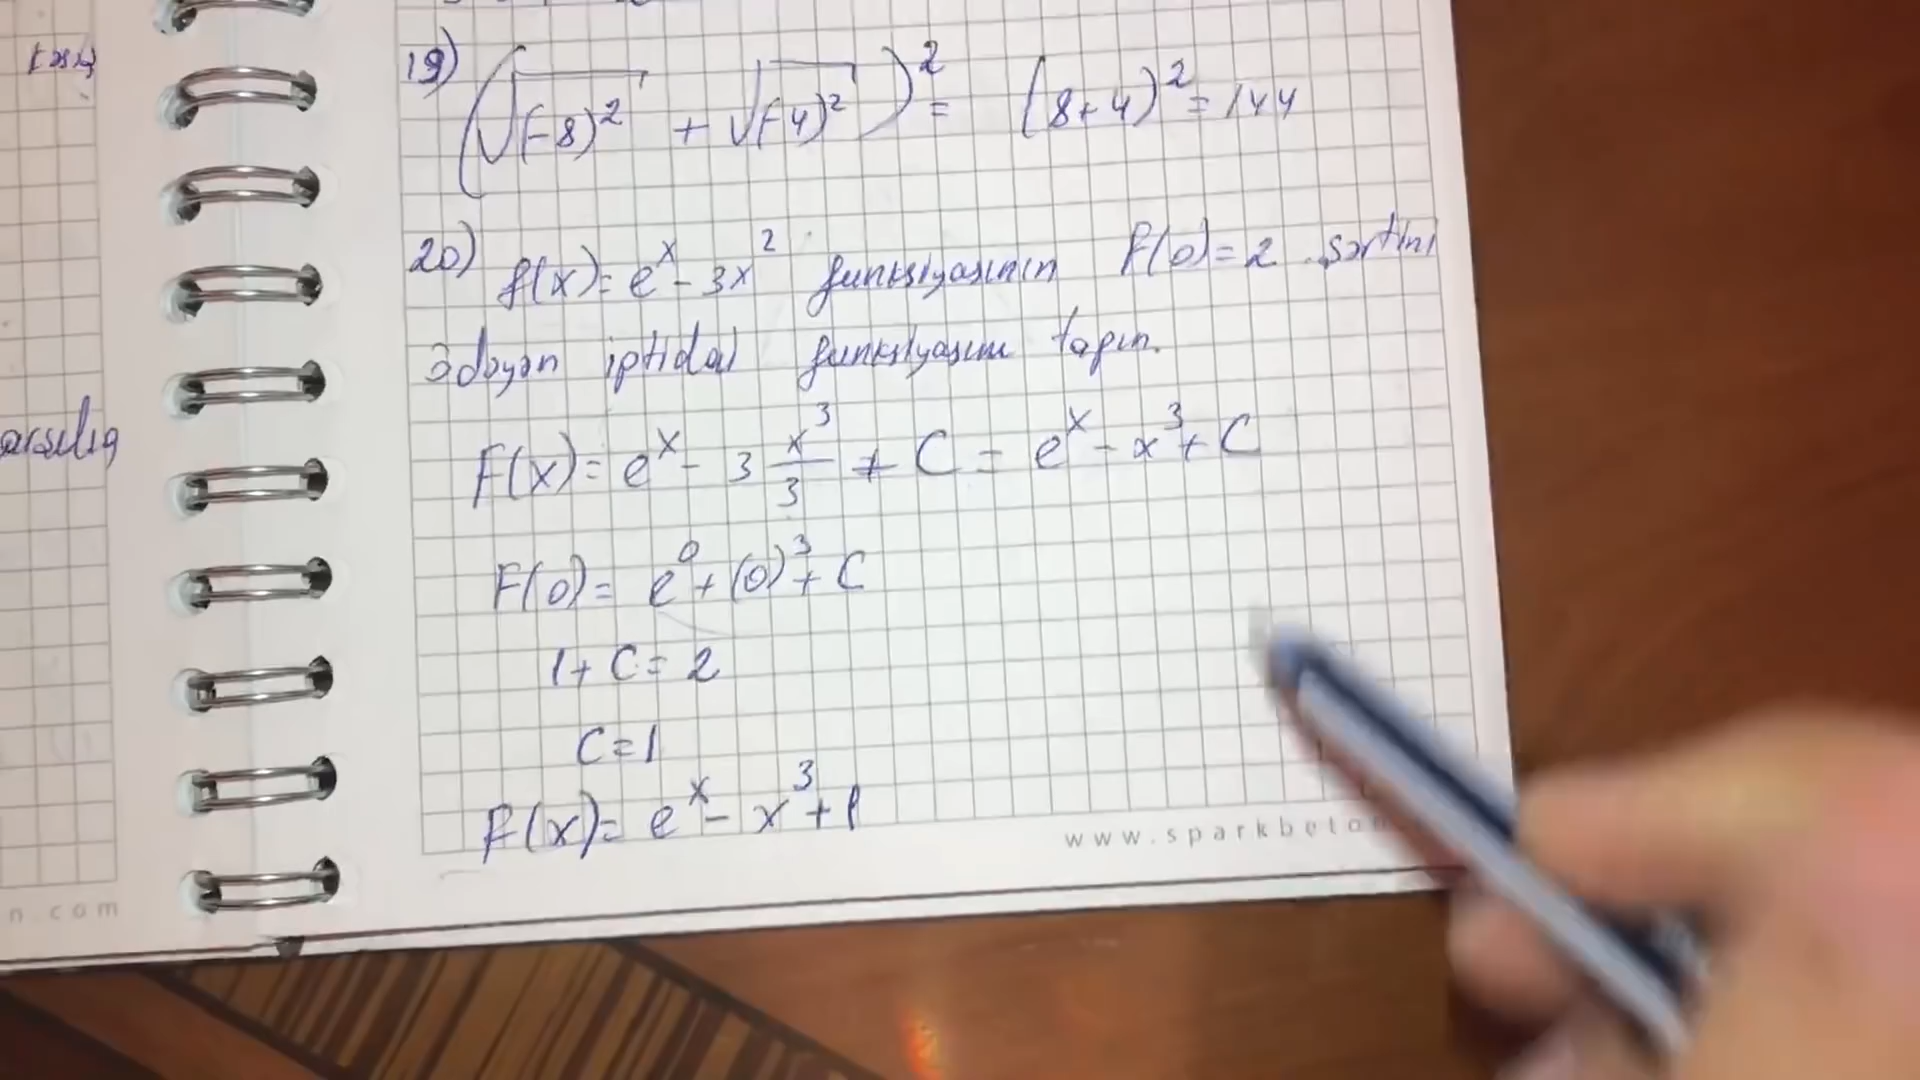 19) (√(-8)² + √(-4)²)² = (8+4)² = 144
20) f(x) = eˣ - 3x² funksiyasının F(0) = 2 şərtini
ödəyən iptidai funksiyasını tapın.
F(x) = eˣ - 3 x³/3 + C = eˣ - x³ + C
F(0) = e⁰ + (0)³ + C
1 + C = 2
C = 1
F(x) = eˣ - x³ + 1
www.sparkbeton
n.com